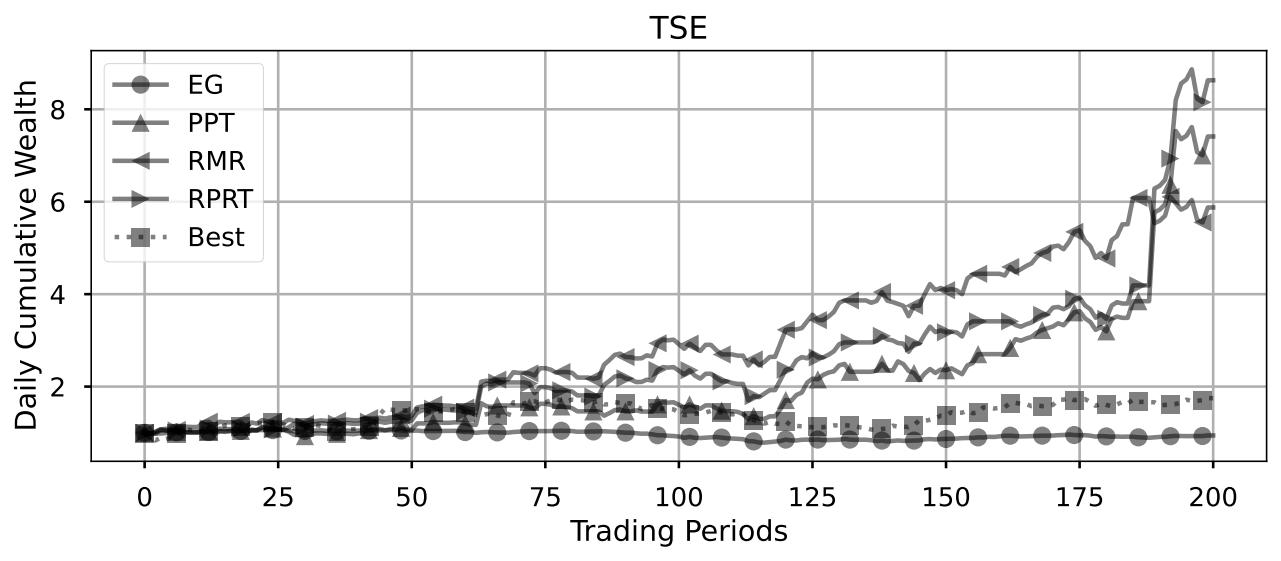 TSE
Daily Cumulative Wealth
8
6
4
2
EG
PPT
RMR
RPRT
Best
0 25 50 75 100 125 150 175 200
Trading Periods